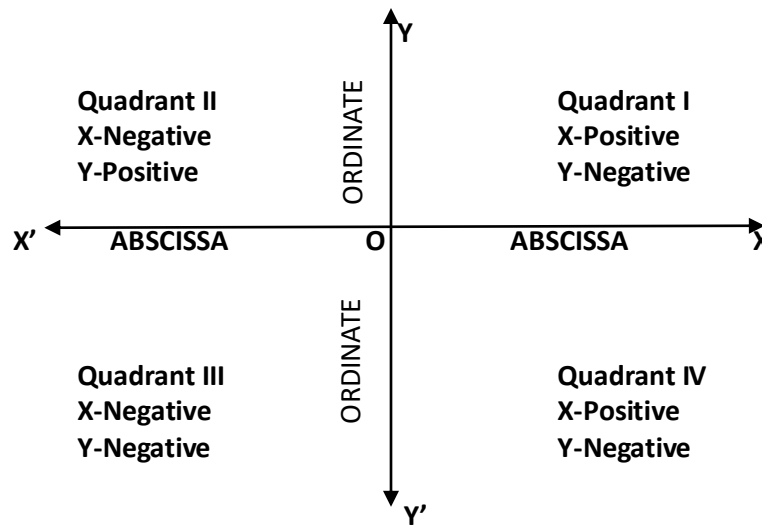 Y
Quadrant II
X-Negative
Y-Positive
ORDINATE
Quadrant I
X-Positive
Y-Negative
X’ ABSCISSA O ABSCISSA X
Quadrant III
X-Negative
Y-Negative
ORDINATE
Quadrant IV
X-Positive
Y-Negative
Y’